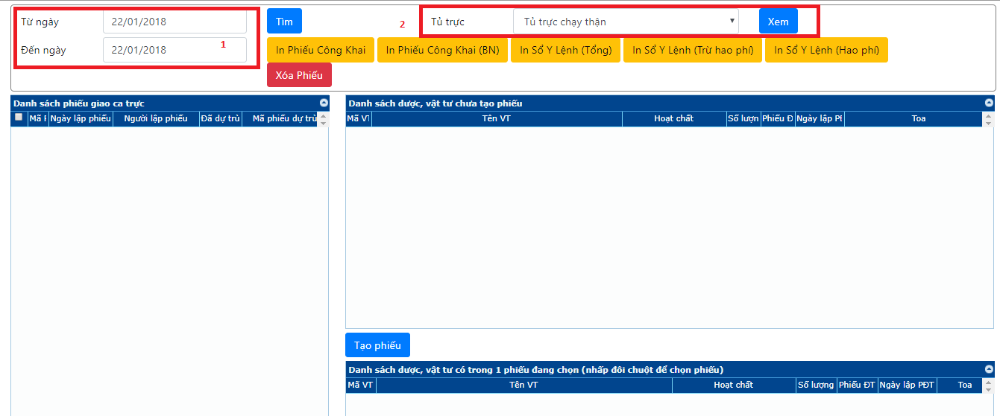 Từ ngày 22/01/2018 Tìm 2 Tủ trực Tủ trực chạy thận Xem
Đến ngày 22/01/2018 1 In Phiếu Công Khai In Phiếu Công Khai (BN) In Sổ Y Lệnh (Tổng) In Sổ Y Lệnh (Trừ hao phí) In Sổ Y Lệnh (Hao phí)
Xóa Phiếu
Danh sách phiếu giao ca trực
Mã F Ngày lập phiếu Người lập phiếu Đã dự trù Mã phiếu dự trù
Danh sách dược, vật tư chưa tạo phiếu
Mã VT Tên VT Hoạt chất Số lượn Phiếu Đ Ngày lập Pł Toa
Tạo phiếu
Danh sách dược, vật tư có trong 1 phiếu đang chọn (nhấp đôi chuột để chọn phiếu)
Mã VT Tên VT Hoạt chất Số lượng Phiếu ĐT Ngày lập PĐT Toa